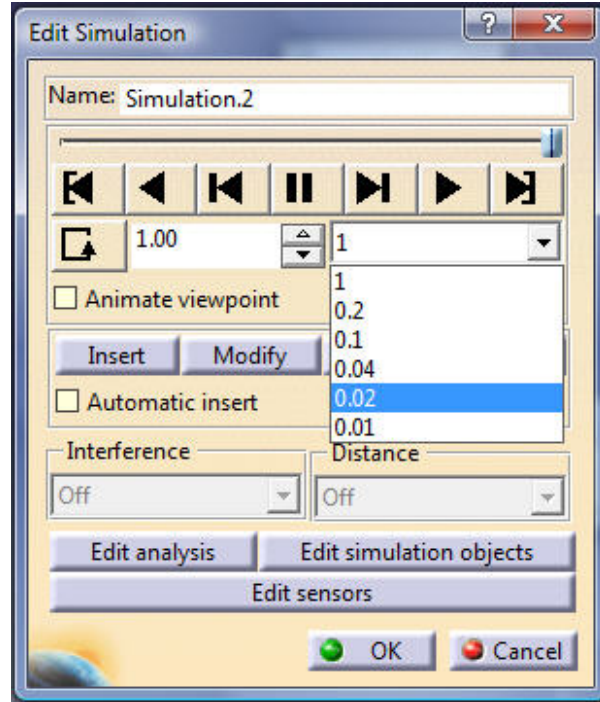 Edit Simulation
Name: Simulation.2
1.00 1
Animate viewpoint
1
0.2
0.1
0.04
0.02
0.01
Insert Modify
Automatic insert
Interference Distance
Off Off
Edit analysis Edit simulation objects
Edit sensors
OK Cancel